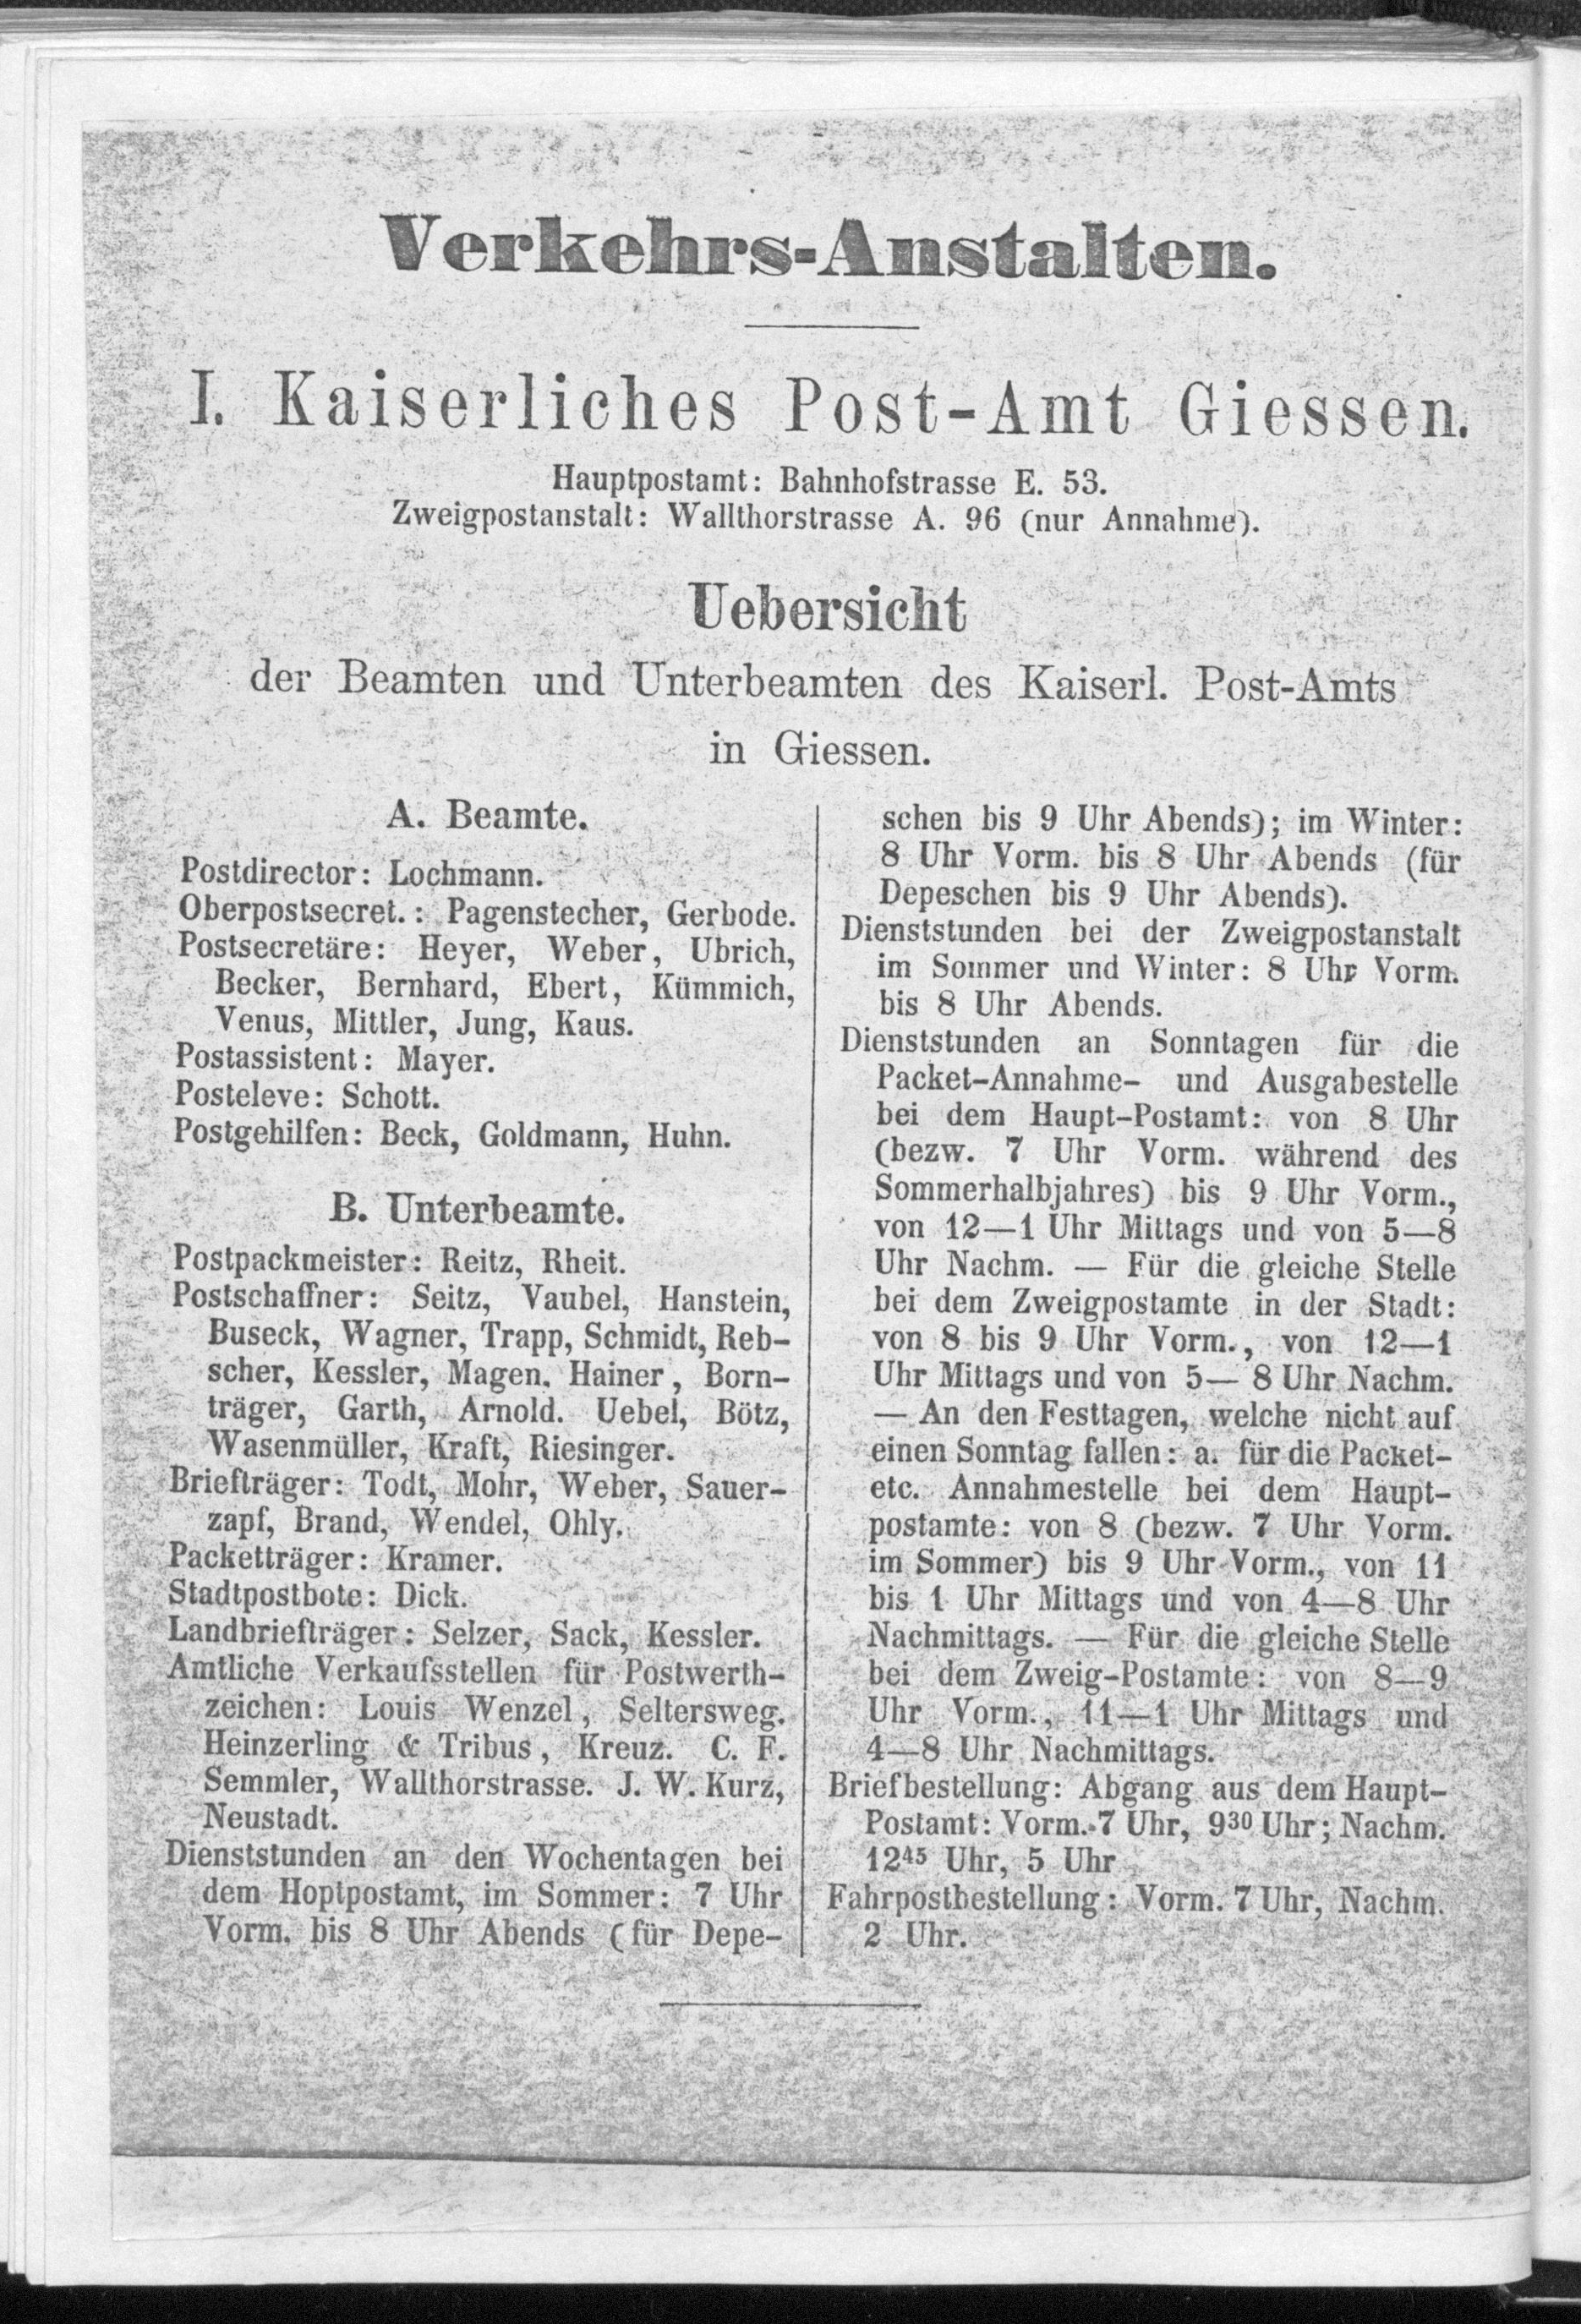 Verkehrs-Anstalten.
I. Kaiserliches Post-Amt Giessen.
Hauptpostamt: Bahnhofstrasse E. 53.
Zweigpostanstalt: Wallthorstrasse A. 96 (nur Annahme).
Uebersicht
der Beamten und Unterbeamten des Kaiserl. Post-Amts
in Giessen.
A. Beamte.
Postdirector: Lochmann.
Oberpostsecret.: Pagenstecher, Gerbode.
Postsecretäre: Heyer, Weber, Ubrich,
Becker, Bernhard, Ebert, Kümmich,
Venus, Mittler, Jung, Kaus.
Postassistent: Mayer.
Posteleve: Schott.
Postgehilfen: Beck, Goldmann, Huhn.
B. Unterbeamte.
Postpackmeister: Reitz, Rheit.
Postschaffner: Seitz, Vaubel, Hanstein,
Buseck, Wagner, Trapp, Schmidt, Reb-
scher, Kessler, Magen. Hainer, Born-
träger, Garth, Arnold. Uebel, Bötz,
Wasenmüller, Kraft, Riesinger.
Briefträger: Todt, Mohr, Weber, Sauer-
zapf, Brand, Wendel, Ohly.
Packetträger: Kramer.
Stadtpostbote: Dick.
Landbriefträger: Selzer, Sack, Kessler.
Amtliche Verkaufsstellen für Postwerth-
zeichen: Louis Wenzel, Seltersweg.
Heinzerling & Tribus, Kreuz. C. F.
Semmler, Wallthorstrasse. J. W. Kurz,
Neustadt.
Dienststunden an den Wochentagen bei
dem Hoptpostamt, im Sommer: 7 Uhr
Vorm. bis 8 Uhr Abends (für Depe-
schen bis 9 Uhr Abends); im Winter:
8 Uhr Vorm. bis 8 Uhr Abends (für
Depeschen bis 9 Uhr Abends).
Dienststunden bei der Zweigpostanstalt
im Sommer und Winter: 8 Uhr Vorm.
bis 8 Uhr Abends.
Dienststunden an Sonntagen für die
Packet-Annahme- und Ausgabestelle
bei dem Haupt-Postamt: von 8 Uhr
(bezw. 7 Uhr Vorm. während des
Sommerhalbjahres) bis 9 Uhr Vorm.,
von 12—1 Uhr Mittags und von 5—8
Uhr Nachm. — Für die gleiche Stelle
bei dem Zweigpostamte in der Stadt:
von 8 bis 9 Uhr Vorm., von 12—1
Uhr Mittags und von 5— 8 Uhr Nachm.
— An den Festtagen, welche nicht auf
einen Sonntag fallen: a. für die Packet-
etc. Annahmestelle bei dem Haupt-
postamte: von 8 (bezw. 7 Uhr Vorm.
im Sommer) bis 9 Uhr Vorm., von 11
bis 1 Uhr Mittags und von 4—8 Uhr
Nachmittags. — Für die gleiche Stelle
bei dem Zweig-Postamte: von 8—9
Uhr Vorm., 11—1 Uhr Mittags und
4—8 Uhr Nachmittags.
Briefbestellung: Abgang aus dem Haupt-
Postamt: Vorm. 7 Uhr, 9³⁰ Uhr; Nachm.
12⁴⁵ Uhr, 5 Uhr
Fahrpostbestellung: Vorm. 7 Uhr, Nachm.
2 Uhr.